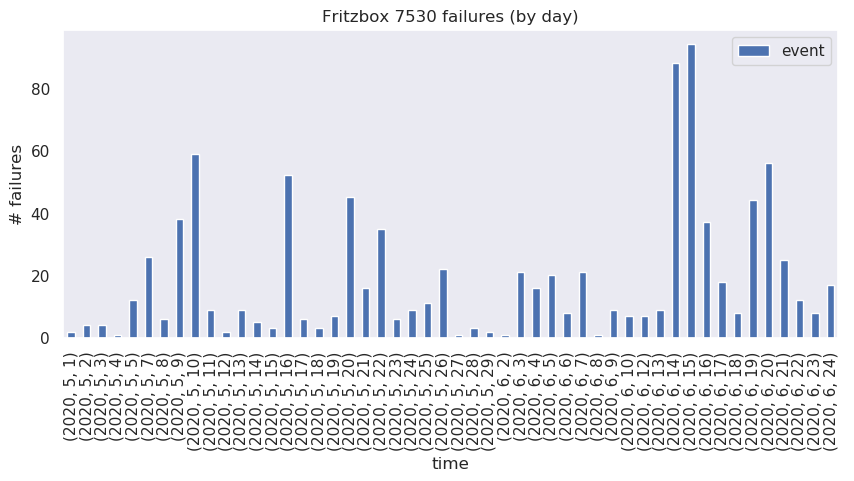 Fritzbox 7530 failures (by day)
event
# failures
80
60
40
20
0
(2020, 5, 1)
(2020, 5, 2)
(2020, 5, 3)
(2020, 5, 4)
(2020, 5, 5)
(2020, 5, 7)
(2020, 5, 8)
(2020, 5, 9)
(2020, 5, 10)
(2020, 5, 11)
(2020, 5, 12)
(2020, 5, 13)
(2020, 5, 14)
(2020, 5, 15)
(2020, 5, 16)
(2020, 5, 17)
(2020, 5, 18)
(2020, 5, 19)
(2020, 5, 20)
(2020, 5, 21)
(2020, 5, 22)
(2020, 5, 23)
(2020, 5, 24)
(2020, 5, 25)
(2020, 5, 26)
(2020, 5, 27)
(2020, 5, 28)
(2020, 5, 29)
(2020, 6, 2)
(2020, 6, 3)
(2020, 6, 4)
(2020, 6, 5)
(2020, 6, 6)
(2020, 6, 7)
(2020, 6, 8)
(2020, 6, 9)
(2020, 6, 10)
(2020, 6, 12)
(2020, 6, 13)
(2020, 6, 14)
(2020, 6, 15)
(2020, 6, 16)
(2020, 6, 17)
(2020, 6, 18)
(2020, 6, 19)
(2020, 6, 20)
(2020, 6, 21)
(2020, 6, 22)
(2020, 6, 23)
(2020, 6, 24)
time